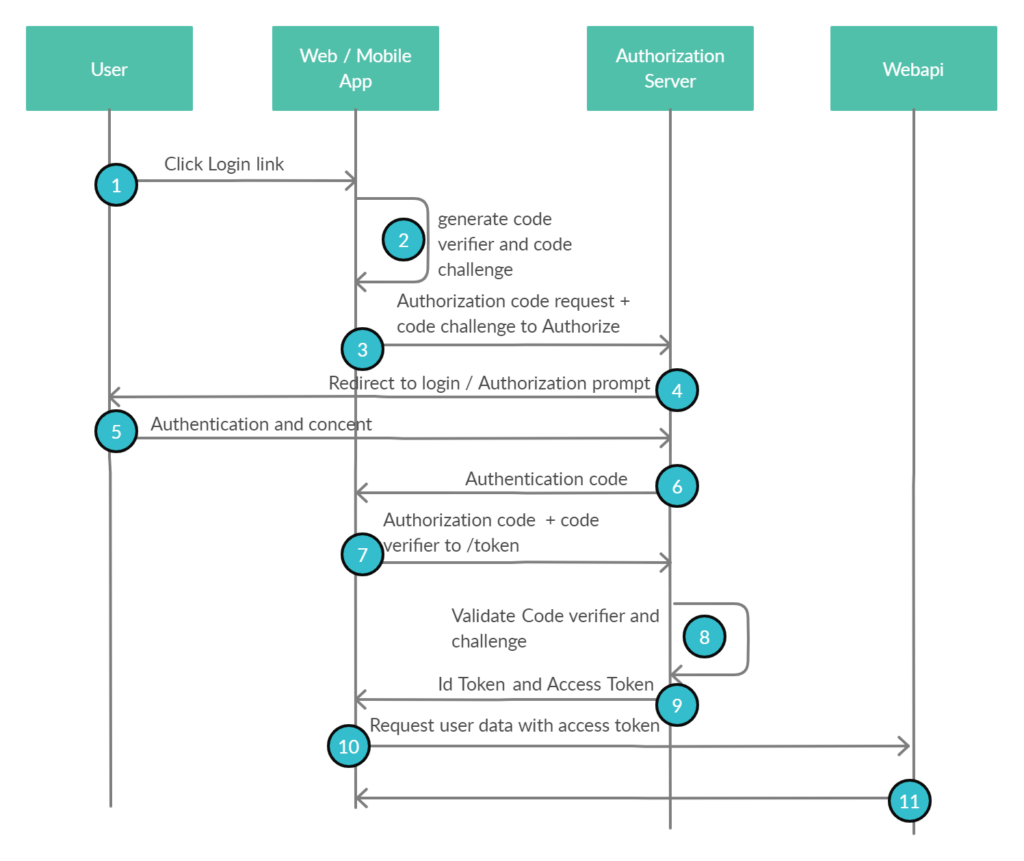 User
Web / Mobile
App
Authorization
Server
Webapi
Click Login link
1
2
generate code
verifier and code
challenge
Authorization code request +
code challenge to Authorize
3
Redirect to login / Authorization prompt
4
5
Authentication and concent
Authentication code
6
Authorization code + code
verifier to /token
7
Validate Code verifier and
challenge
8
Id Token and Access Token
9
Request user data with access token
10
11